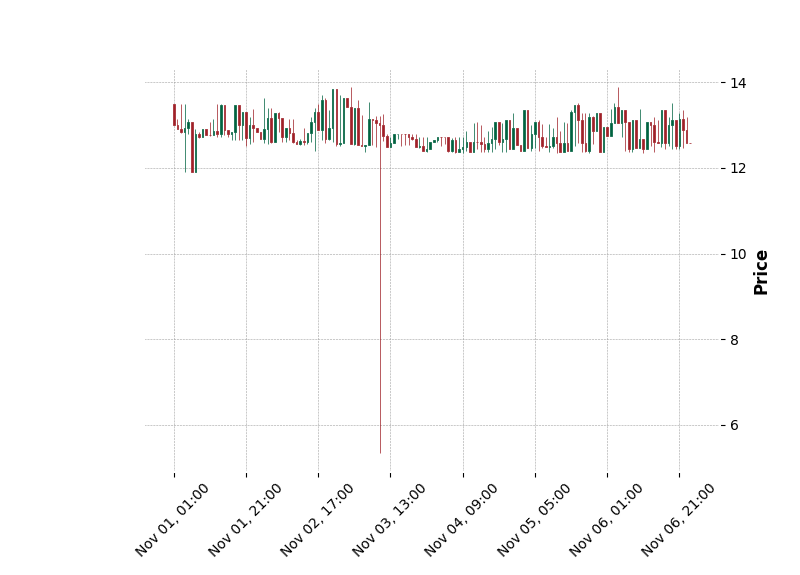 14
12
10
8
6
Price
Nov 01, 01:00
Nov 01, 21:00
Nov 02, 17:00
Nov 03, 13:00
Nov 04, 09:00
Nov 05, 05:00
Nov 06, 01:00
Nov 06, 21:00